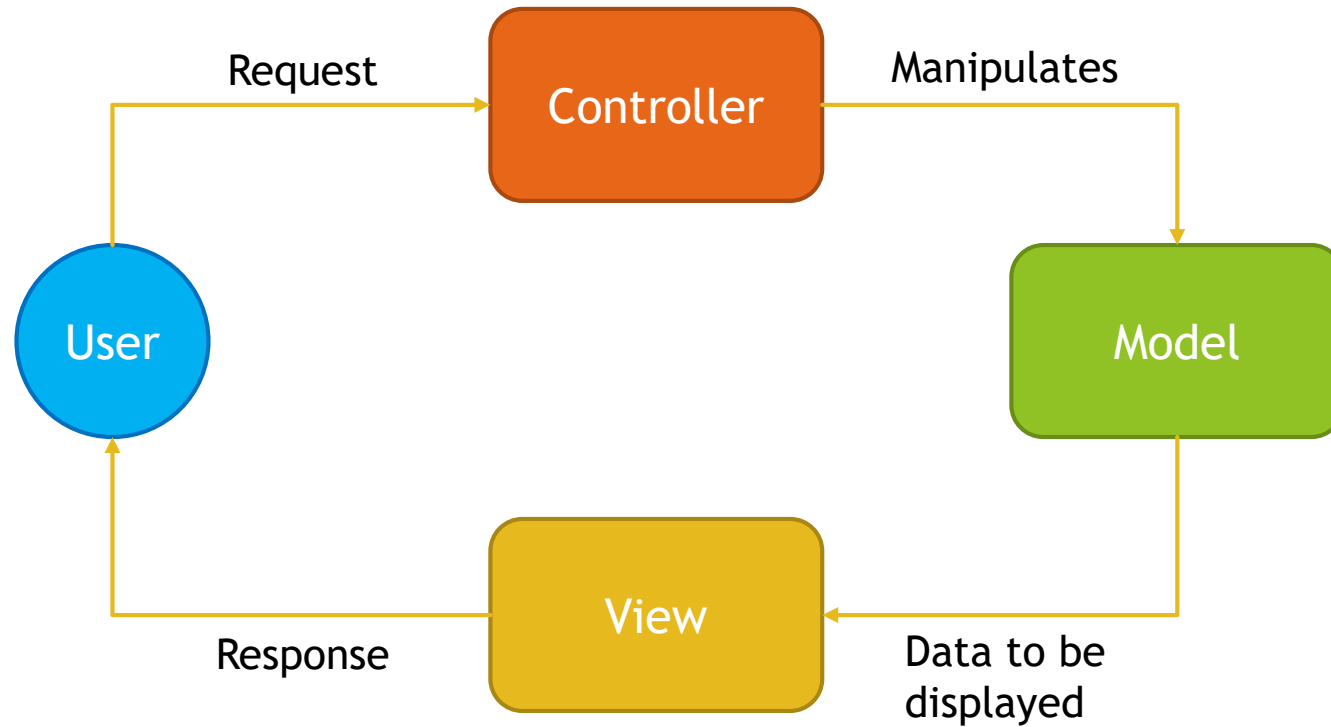 Request
Controller
Manipulates
User
Model
View
Response
Data to be
displayed